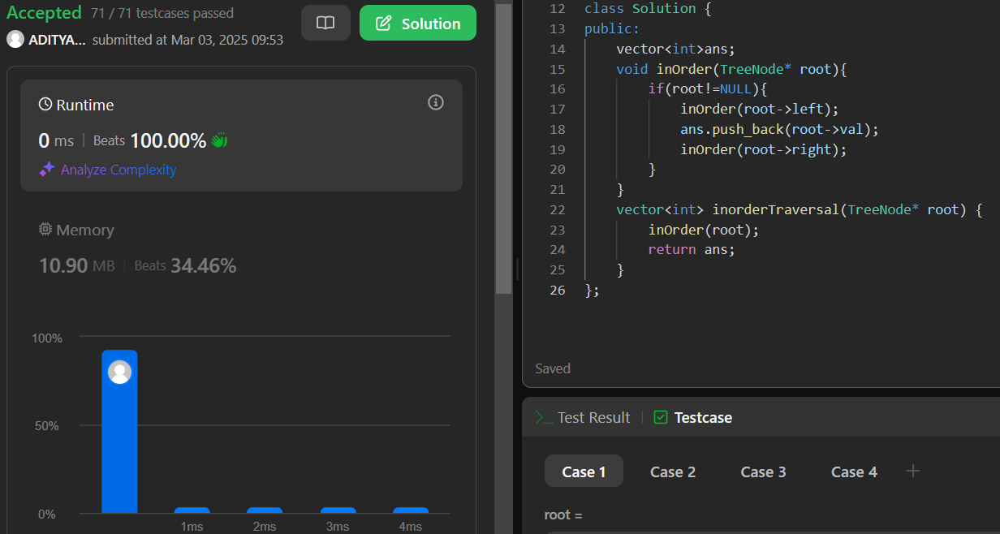 Accepted 71 / 71 testcases passed
Solution
ADITYA... submitted at Mar 03, 2025 09:53
Runtime
0 ms | Beats 100.00%
Analyze Complexity
Memory
10.90 MB | Beats 34.46%
100%
50%
0%
1ms 2ms 3ms 4ms
12 class Solution {
13 public:
14     vector<int>ans;
15     void inOrder(TreeNode* root){
16         if(root!=NULL){
17             inOrder(root->left);
18             ans.push_back(root->val);
19             inOrder(root->right);
20         }
21     }
22     vector<int> inorderTraversal(TreeNode* root) {
23         inOrder(root);
24         return ans;
25     }
26 };
Saved
Test Result | Testcase
Case 1 Case 2 Case 3 Case 4 +
root =